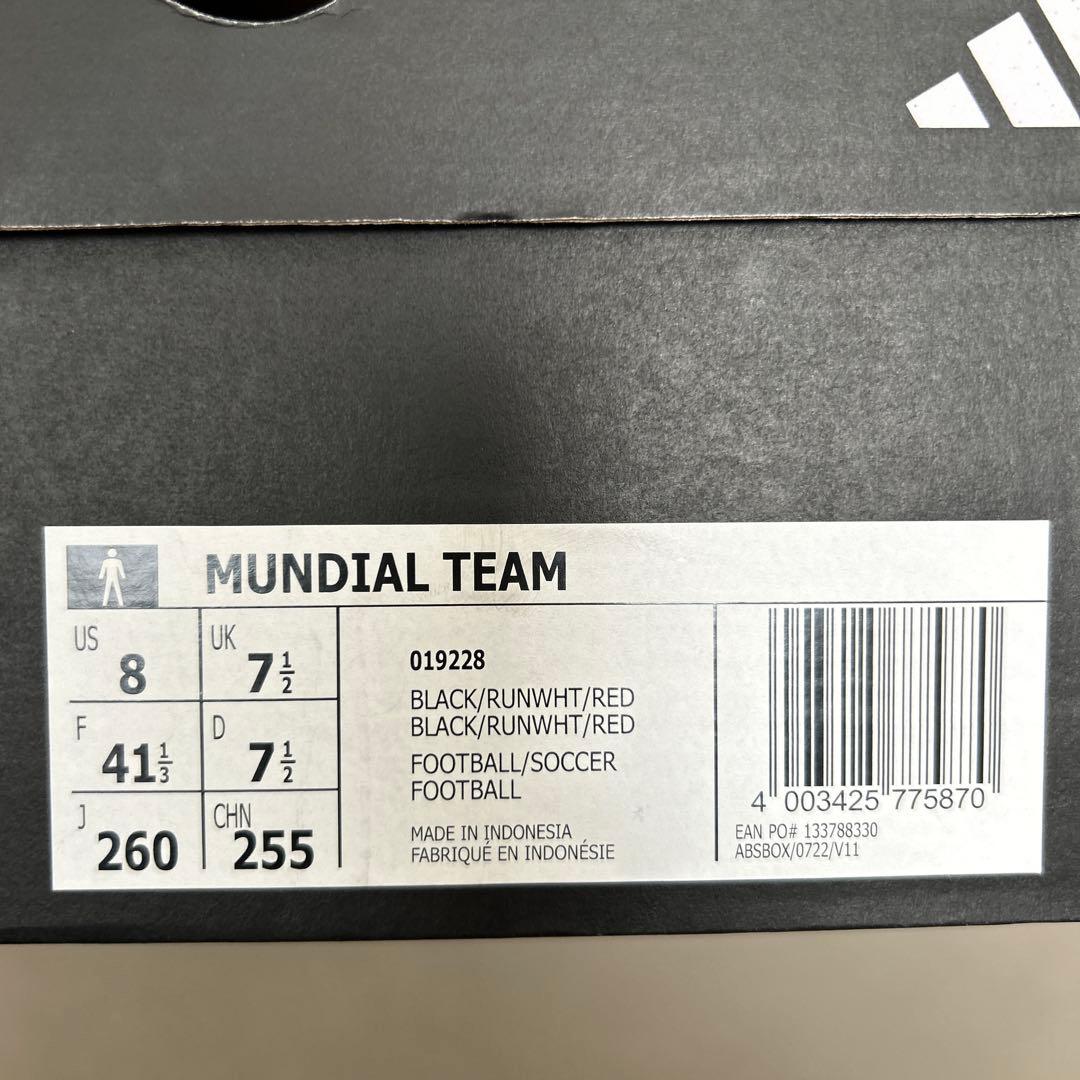 MUNDIAL TEAM
US 8 UK 7 1/2
F 41 1/3 D 7 1/2
J 260 CHN 255
019228
BLACK/RUNWHT/RED
BLACK/RUNWHT/RED
FOOTBALL/SOCCER
FOOTBALL
MADE IN INDONESIA
FABRIQUÉ EN INDONÉSIE
4 003425 775870
EAN PO# 133788330
ABSBOX/0722/V11